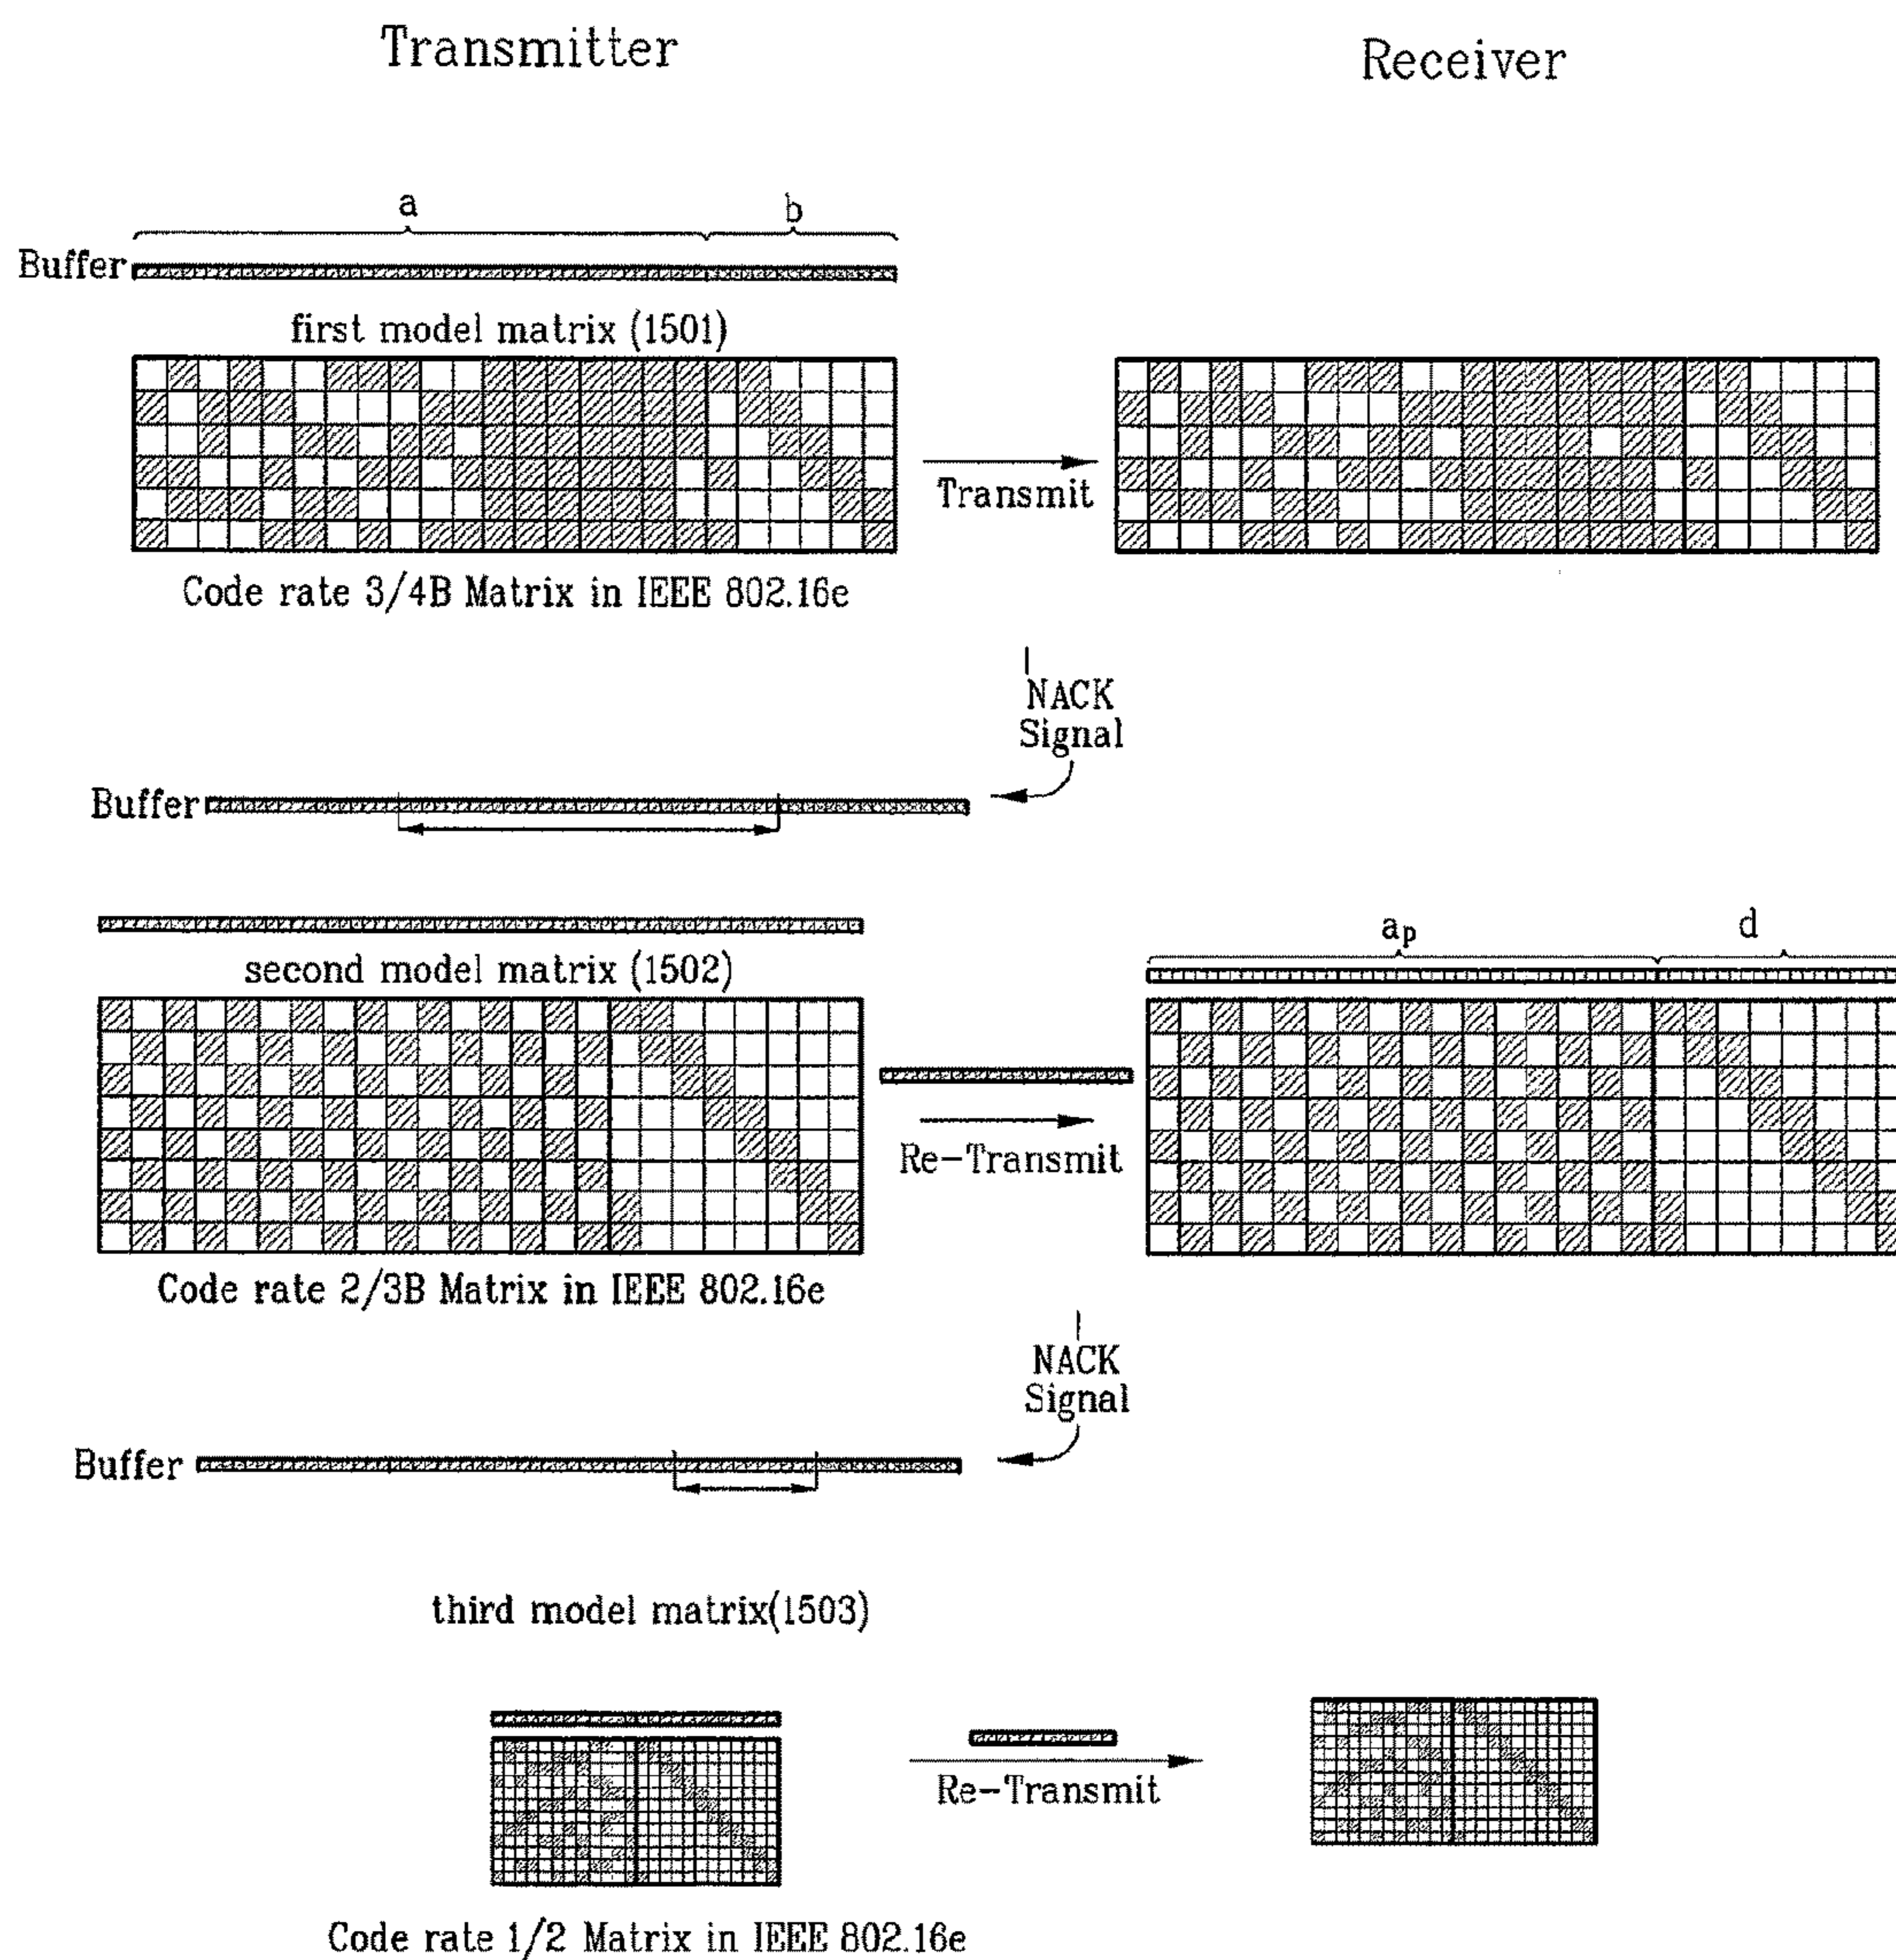 Transmitter
Receiver
a
b
Buffer
first model matrix (1501)
Transmit
Code rate 3/4B Matrix in IEEE 802.16e
NACK
Signal
Buffer
second model matrix (1502)
ap
d
Re-Transmit
Code rate 2/3B Matrix in IEEE 802.16e
NACK
Signal
Buffer
third model matrix(1503)
Re-Transmit
Code rate 1/2 Matrix in IEEE 802.16e